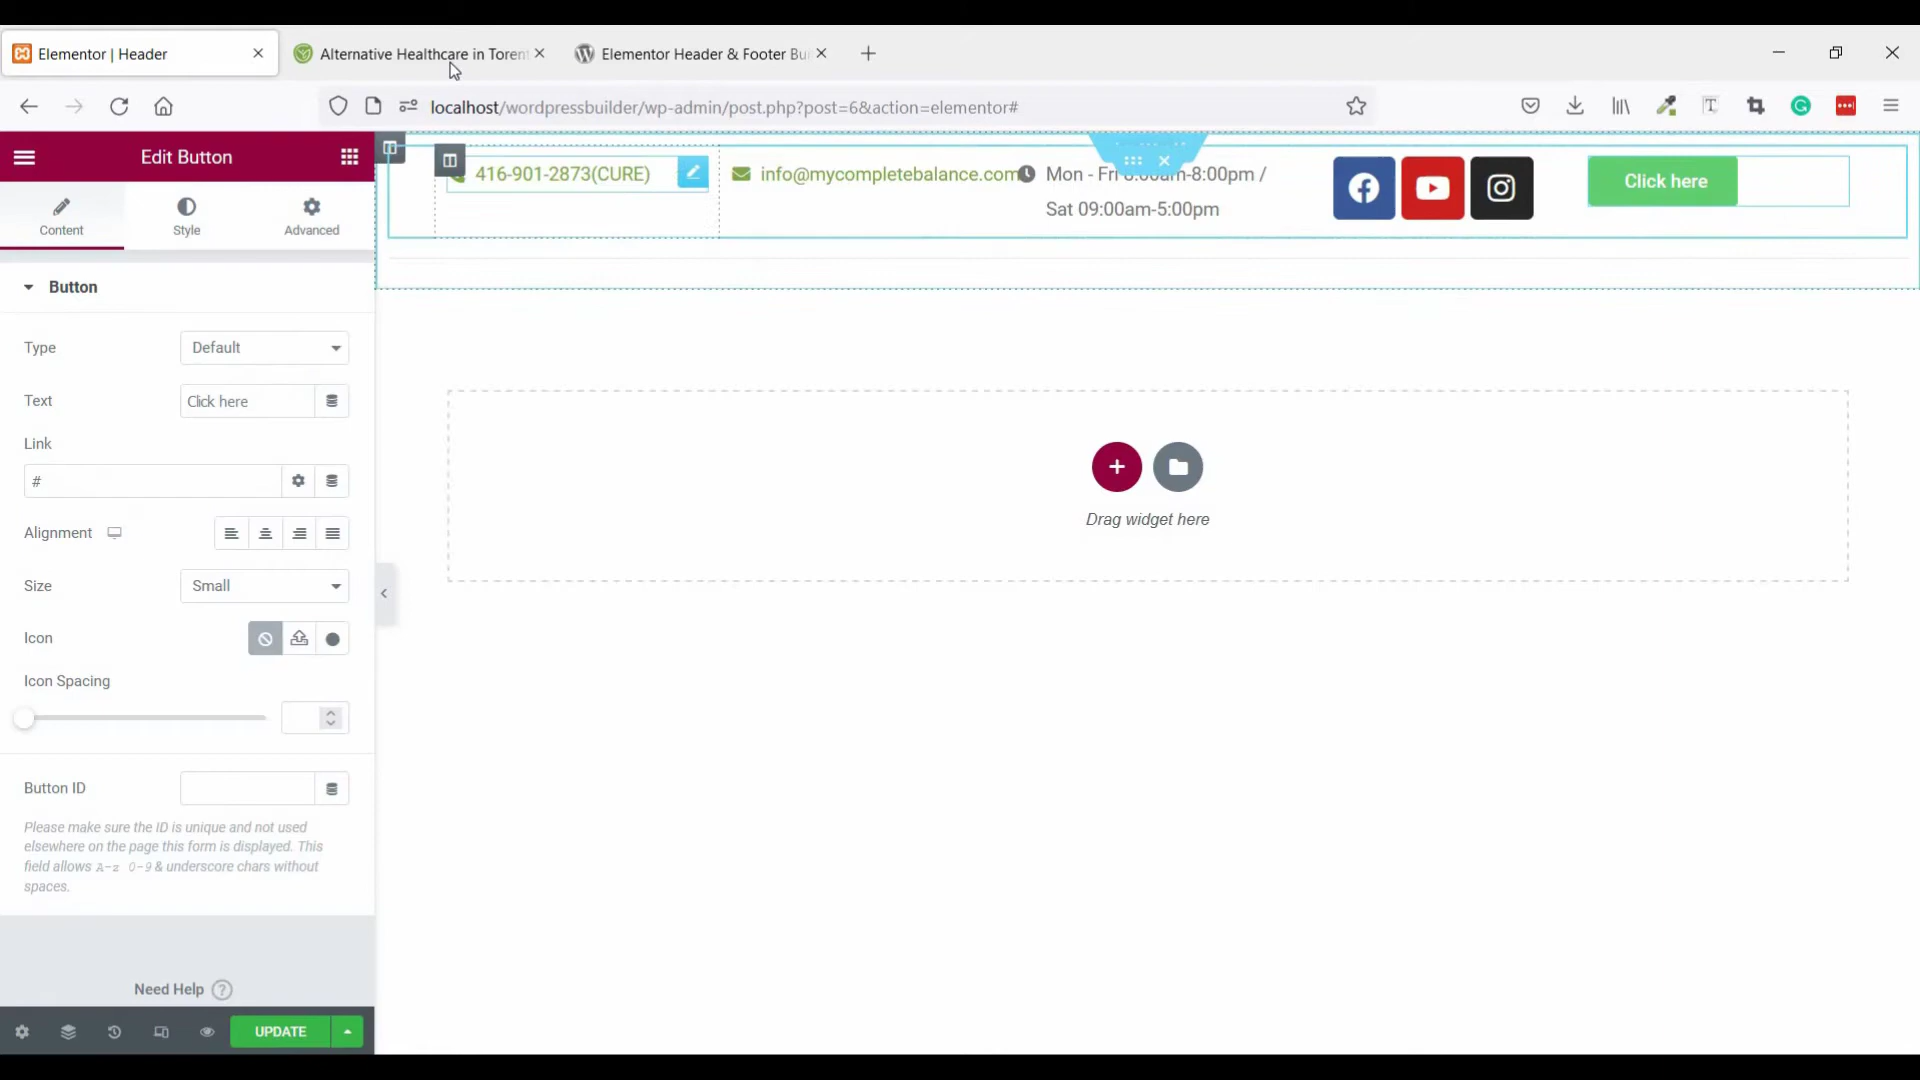 Elementor | Header
Alternative Healthcare in Toren
Elementor Header & Footer Bu
localhost/wordpressbuilder/wp-admin/post.php?post=6&action=elementor#
Edit Button
Content
Style
Advanced
Button
Type
Default
Text
Click here
Link
#
Alignment
Size
Small
Icon
Icon Spacing
Button ID
Please make sure the ID is unique and not used
elsewhere on the page this form is displayed. This
field allows A-z 0-9 & underscore chars without
spaces.
Need Help ?
UPDATE
416-901-2873(CURE)
info@mycompletebalance.com
Mon - Fri 8:00am-8:00pm /
Sat 09:00am-5:00pm
Click here
Drag widget here